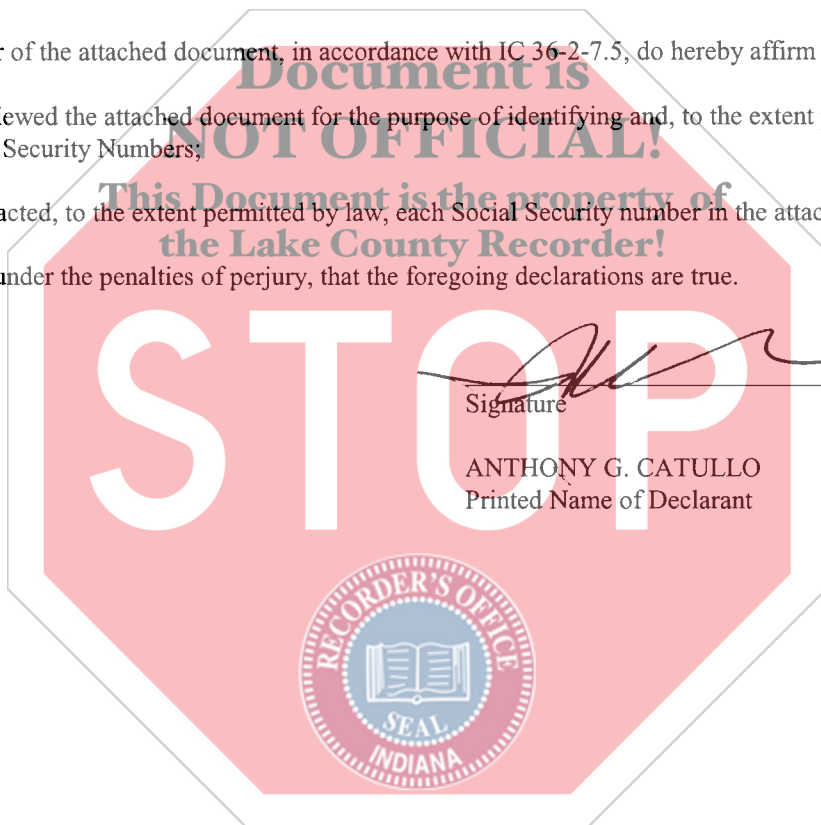 r of the attached document, in accordance with IC 36-2-7.5, do hereby affirm
Document is
ewed the attached document for the purpose of identifying and, to the extent
NOT OFFICIAL!
Security Numbers;
This Document is the property of
acted, to the extent permitted by law, each Social Security number in the attac
the Lake County Recorder!
under the penalties of perjury, that the foregoing declarations are true.
STOP
Signature
ANTHONY G. CATULLO
Printed Name of Declarant
RECORDER'S OFFICE
SEAL
INDIANA